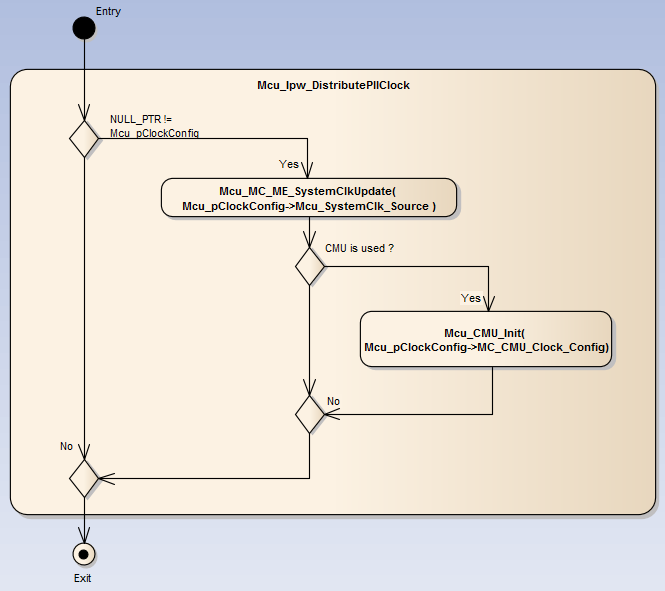 Entry
Mcu_Ipw_DistributePllClock
NULL_PTR !=
Mcu_pClockConfig
Yes
Mcu_MC_ME_SystemClkUpdate(
Mcu_pClockConfig->Mcu_SystemClk_Source )
CMU is used ?
Yes
Mcu_CMU_Init(
Mcu_pClockConfig->MC_CMU_Clock_Config)
No
No
Exit